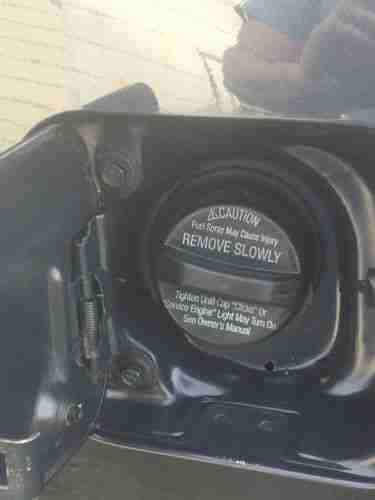 ⚠CAUTION
Fuel Spray May Cause Injury
REMOVE SLOWLY
Tighten Until Cap "Clicks" Or
"Service Engine" Light May Turn On
See Owner's Manual